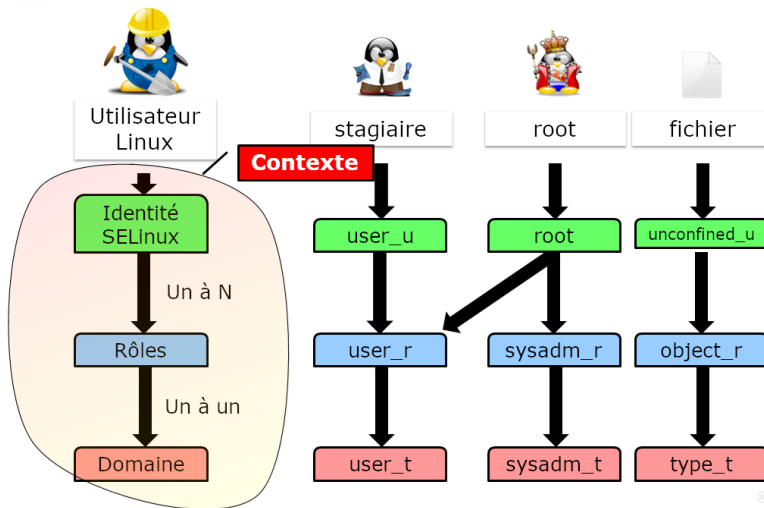 Utilisateur
Linux
stagiaire
root
fichier
Contexte
Identité
SELinux
user_u
root
unconfined_u
Un à N
Rôles
user_r
sysadm_r
object_r
Un à un
Domaine
user_t
sysadm_t
type_t